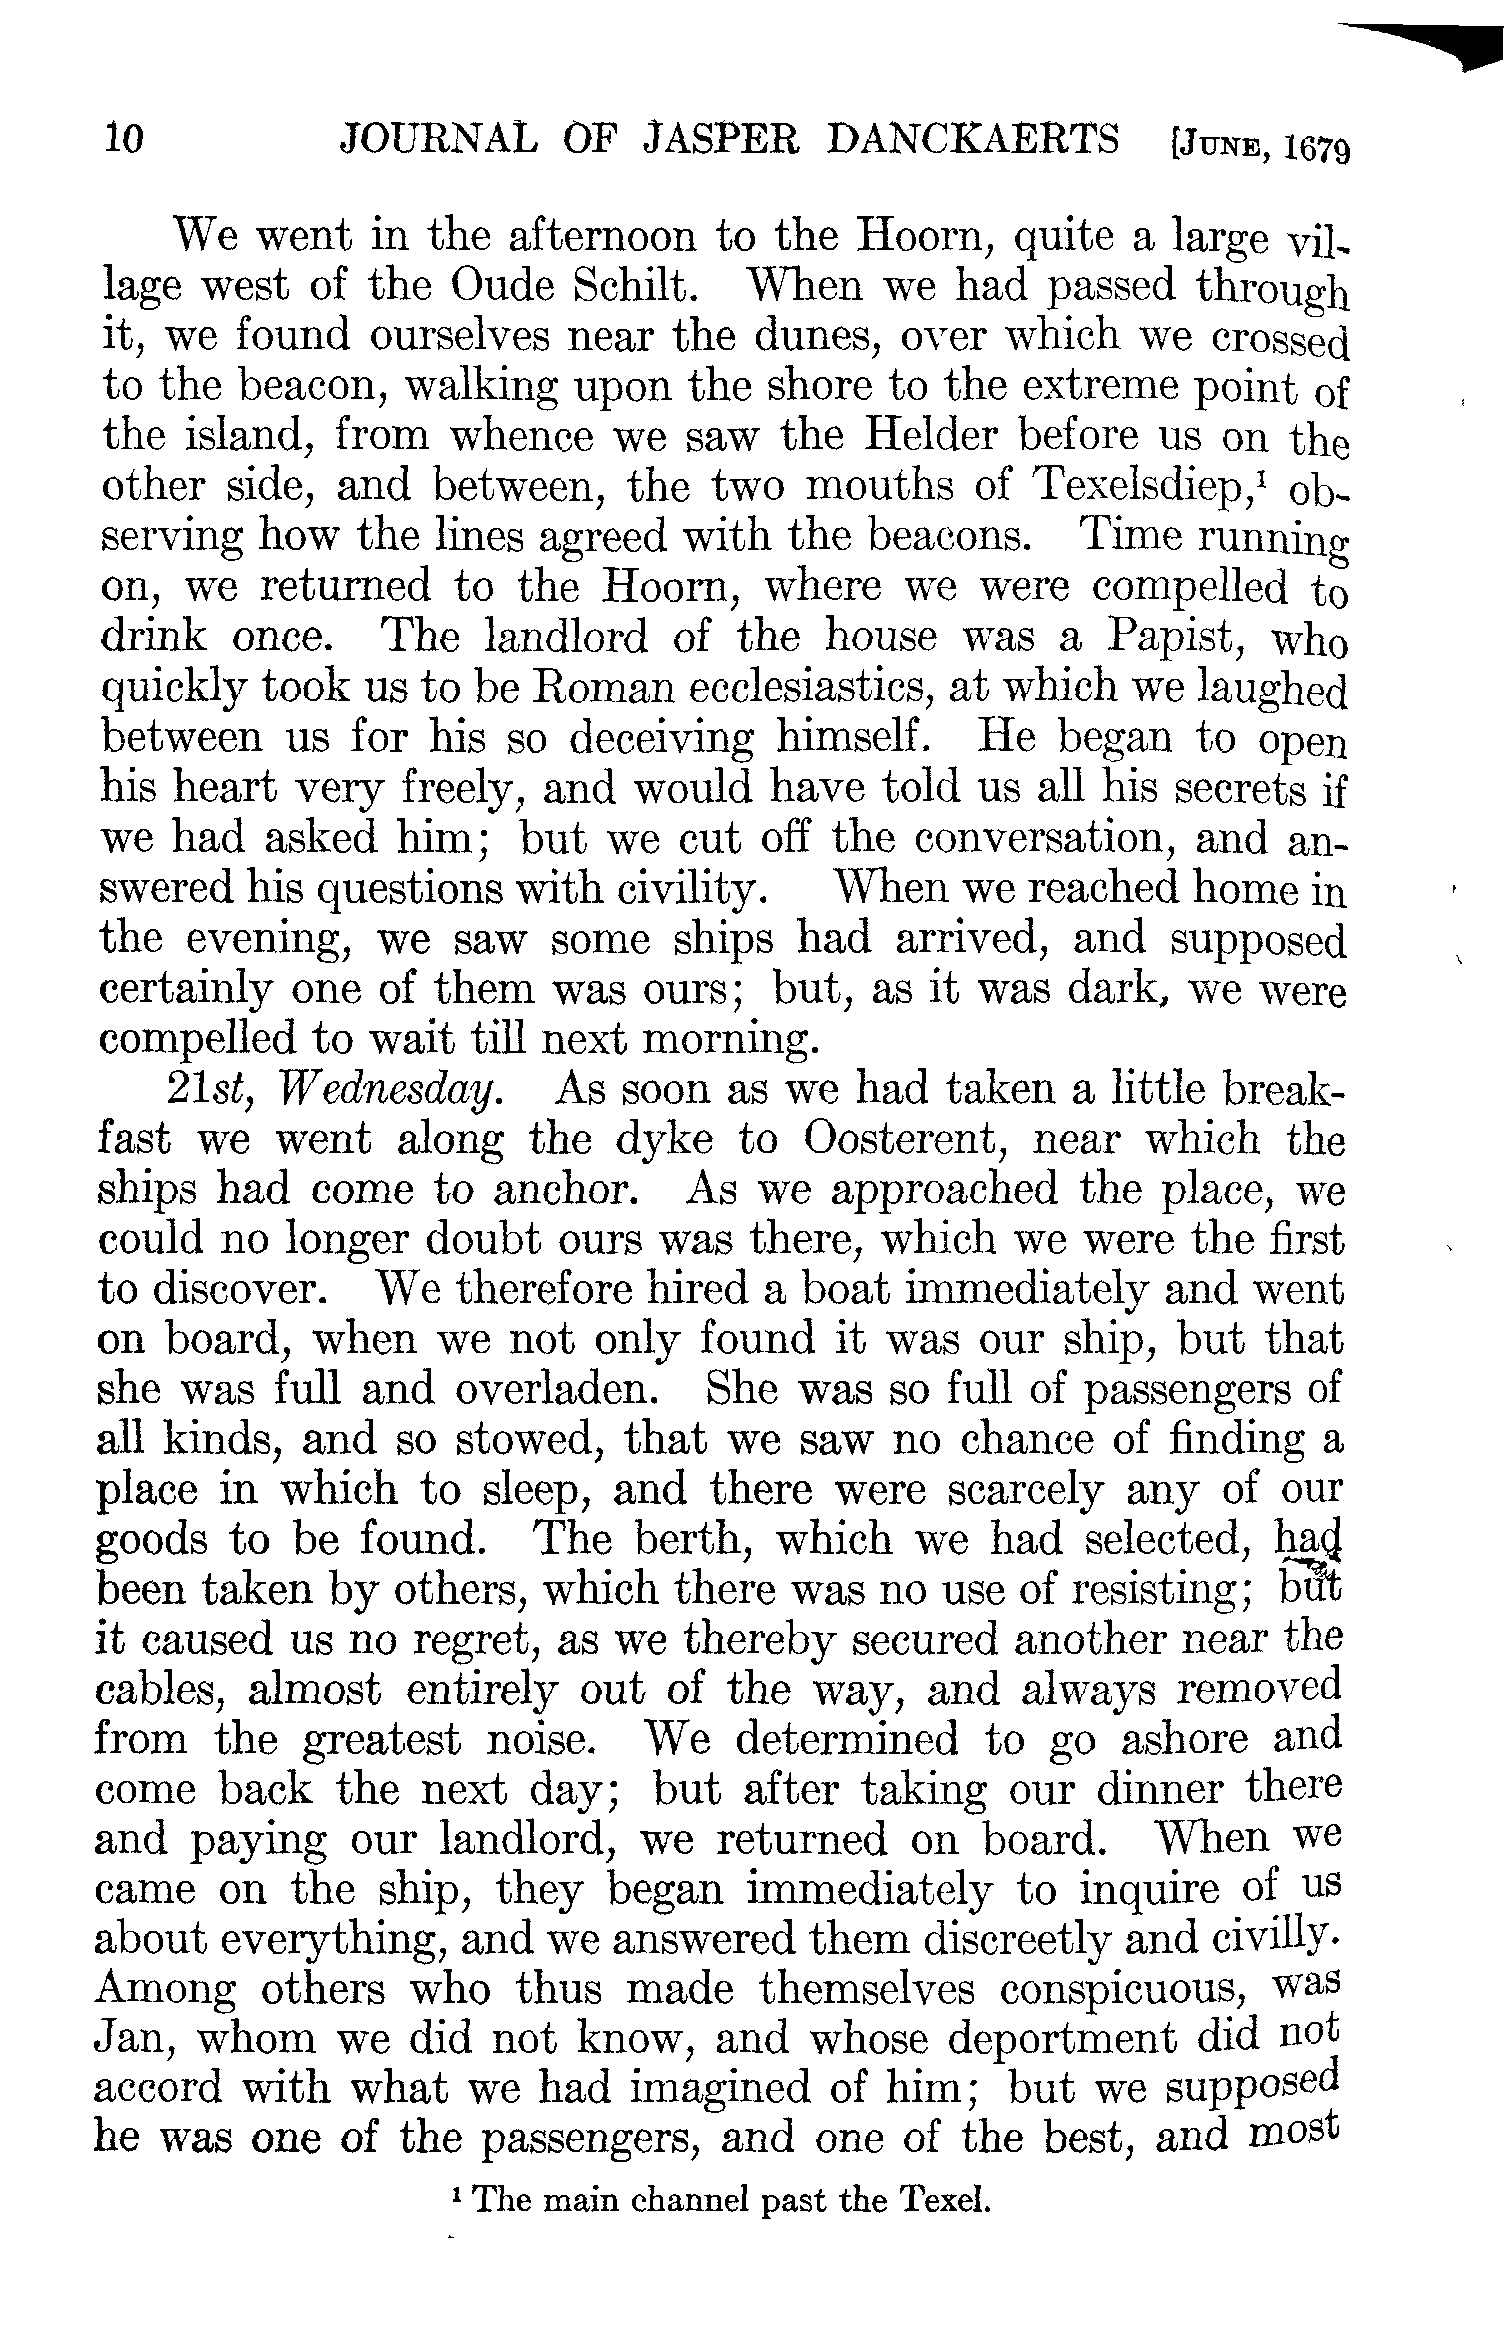 10 JOURNAL OF JASPER DANCKAERTS [JUNE, 1679
We went in the afternoon to the Hoorn, quite a large vil-
lage west of the Oude Schilt. When we had passed through
it, we found ourselves near the dunes, over which we crossed
to the beacon, walking upon the shore to the extreme point of
the island, from whence we saw the Helder before us on the
other side, and between, the two mouths of Texelsdiep,¹ ob-
serving how the lines agreed with the beacons. Time running
on, we returned to the Hoorn, where we were compelled to
drink once. The landlord of the house was a Papist, who
quickly took us to be Roman ecclesiastics, at which we laughed
between us for his so deceiving himself. He began to open
his heart very freely, and would have told us all his secrets if
we had asked him; but we cut off the conversation, and an-
swered his questions with civility. When we reached home in
the evening, we saw some ships had arrived, and supposed
certainly one of them was ours; but, as it was dark, we were
compelled to wait till next morning.
21st, Wednesday. As soon as we had taken a little break-
fast we went along the dyke to Oosterent, near which the
ships had come to anchor. As we approached the place, we
could no longer doubt ours was there, which we were the first
to discover. We therefore hired a boat immediately and went
on board, when we not only found it was our ship, but that
she was full and overladen. She was so full of passengers of
all kinds, and so stowed, that we saw no chance of finding a
place in which to sleep, and there were scarcely any of our
goods to be found. The berth, which we had selected, had
been taken by others, which there was no use of resisting; but
it caused us no regret, as we thereby secured another near the
cables, almost entirely out of the way, and always removed
from the greatest noise. We determined to go ashore and
come back the next day; but after taking our dinner there
and paying our landlord, we returned on board. When we
came on the ship, they began immediately to inquire of us
about everything, and we answered them discreetly and civilly.
Among others who thus made themselves conspicuous, was
Jan, whom we did not know, and whose deportment did not
accord with what we had imagined of him; but we supposed
he was one of the passengers, and one of the best, and most
¹ The main channel past the Texel.